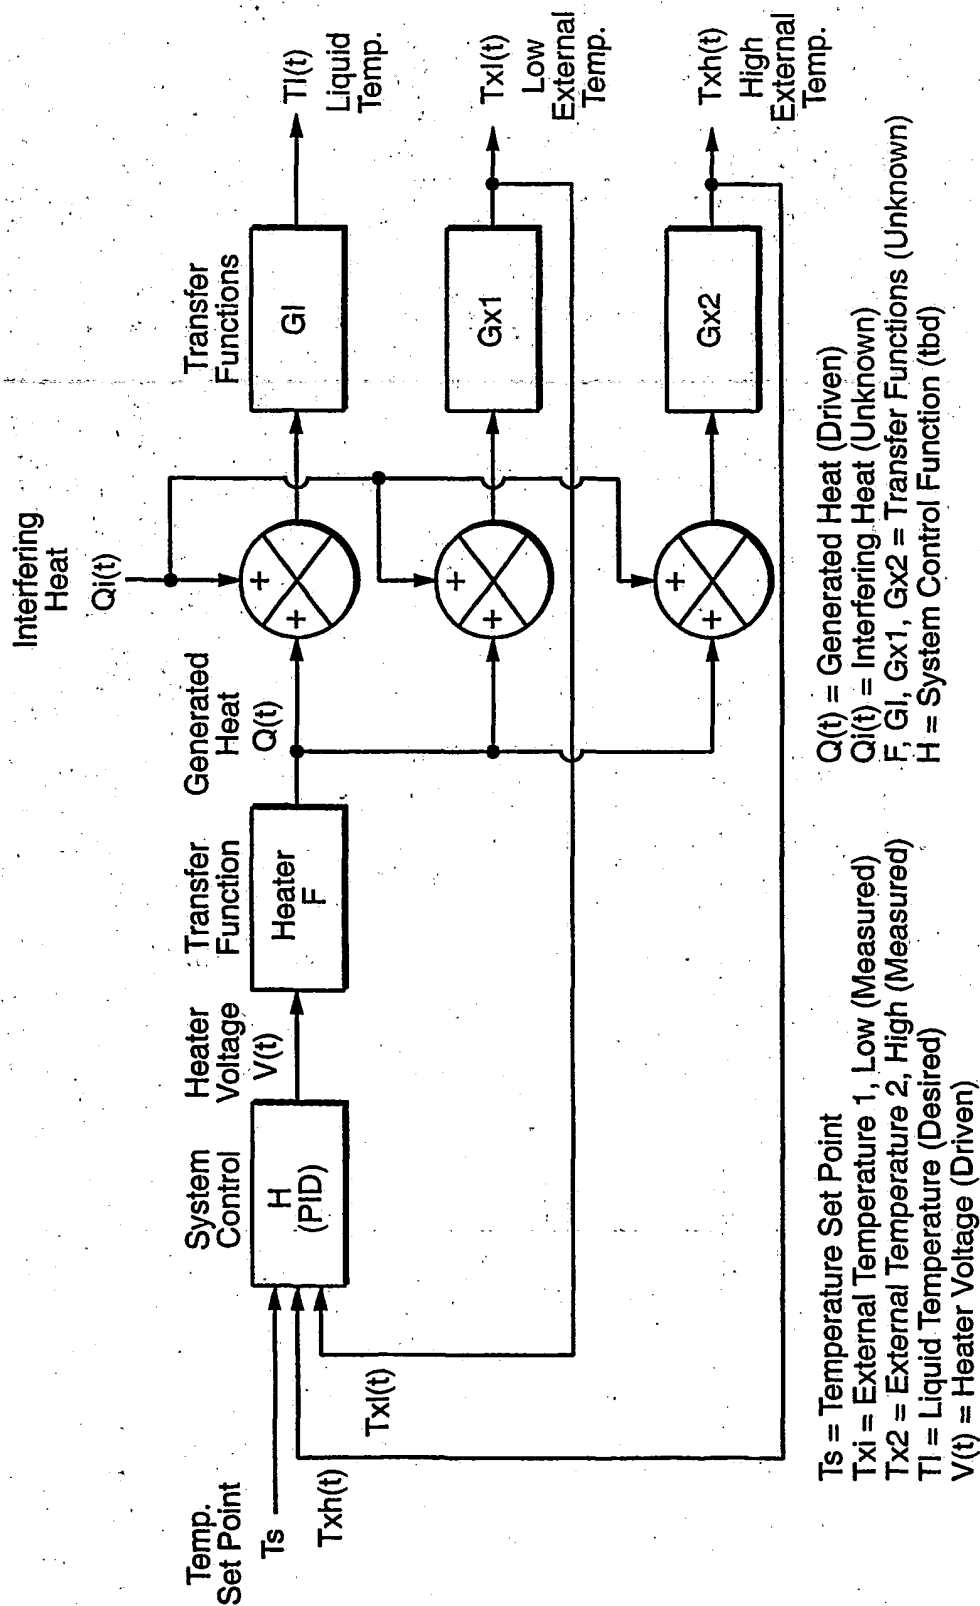 Interfering
Heat
Qi(t)
Temp.
Set Point
Ts
Txh(t)
Txl(t)
System
Control
H
(PID)
Heater
Voltage
V(t)
Transfer
Function
Heater
F
Generated
Heat
Q(t)
+
+
+
+
+
+
Transfer
Functions
Gl
Gx1
Gx2
Tl(t)
Liquid
Temp.
Txl(t)
Low
External
Temp.
Txh(t)
High
External
Temp.
Ts = Temperature Set Point
Txi = External Temperature 1, Low (Measured)
Tx2 = External Temperature 2, High (Measured)
Tl = Liquid Temperature (Desired)
V(t) = Heater Voltage (Driven)
Q(t) = Generated Heat (Driven)
Qi(t) = Interfering Heat (Unknown)
F, Gl, Gx1, Gx2 = Transfer Functions (Unknown)
H = System Control Function (tbd)